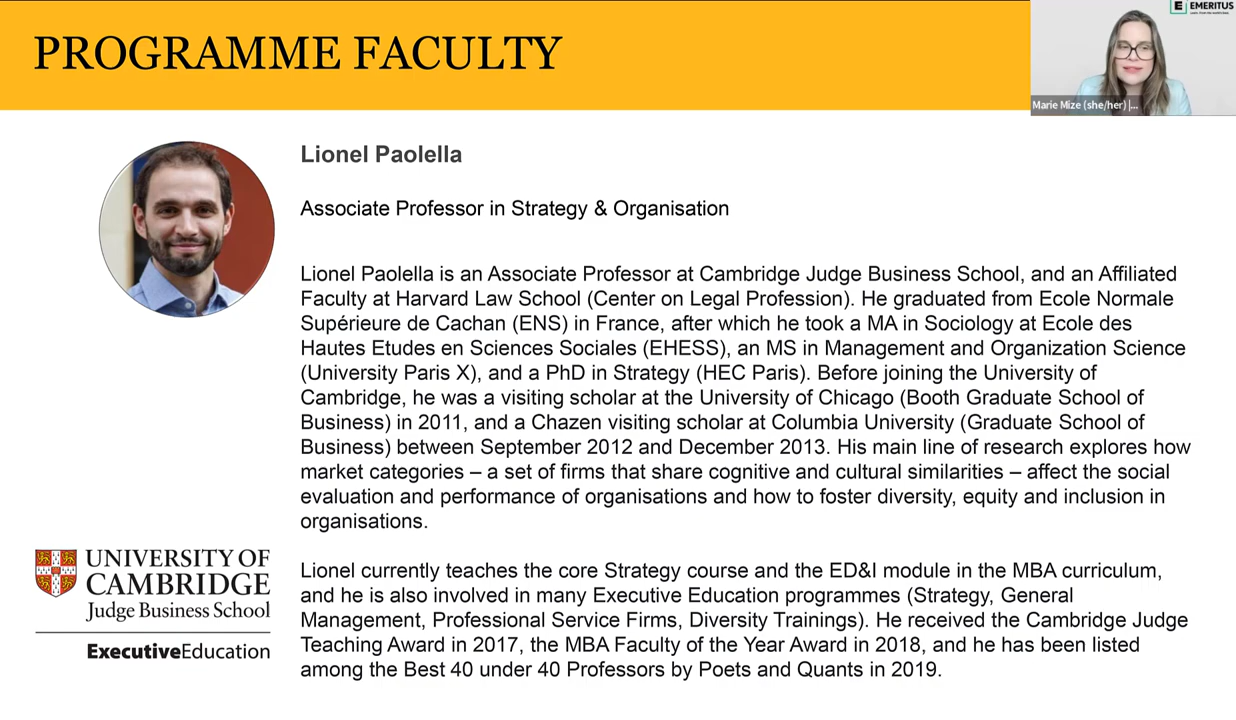 PROGRAMME FACULTY
EMERITUS
Marie Mize (she/her) |...
Lionel Paolella
Associate Professor in Strategy & Organisation
Lionel Paolella is an Associate Professor at Cambridge Judge Business School, and an Affiliated
Faculty at Harvard Law School (Center on Legal Profession). He graduated from Ecole Normale
Supérieure de Cachan (ENS) in France, after which he took a MA in Sociology at Ecole des
Hautes Etudes en Sciences Sociales (EHESS), an MS in Management and Organization Science
(University Paris X), and a PhD in Strategy (HEC Paris). Before joining the University of
Cambridge, he was a visiting scholar at the University of Chicago (Booth Graduate School of
Business) in 2011, and a Chazen visiting scholar at Columbia University (Graduate School of
Business) between September 2012 and December 2013. His main line of research explores how
market categories – a set of firms that share cognitive and cultural similarities – affect the social
evaluation and performance of organisations and how to foster diversity, equity and inclusion in
organisations.
Lionel currently teaches the core Strategy course and the ED&I module in the MBA curriculum,
and he is also involved in many Executive Education programmes (Strategy, General
Management, Professional Service Firms, Diversity Trainings). He received the Cambridge Judge
Teaching Award in 2017, the MBA Faculty of the Year Award in 2018, and he has been listed
among the Best 40 under 40 Professors by Poets and Quants in 2019.
UNIVERSITY OF
CAMBRIDGE
Judge Business School
ExecutiveEducation